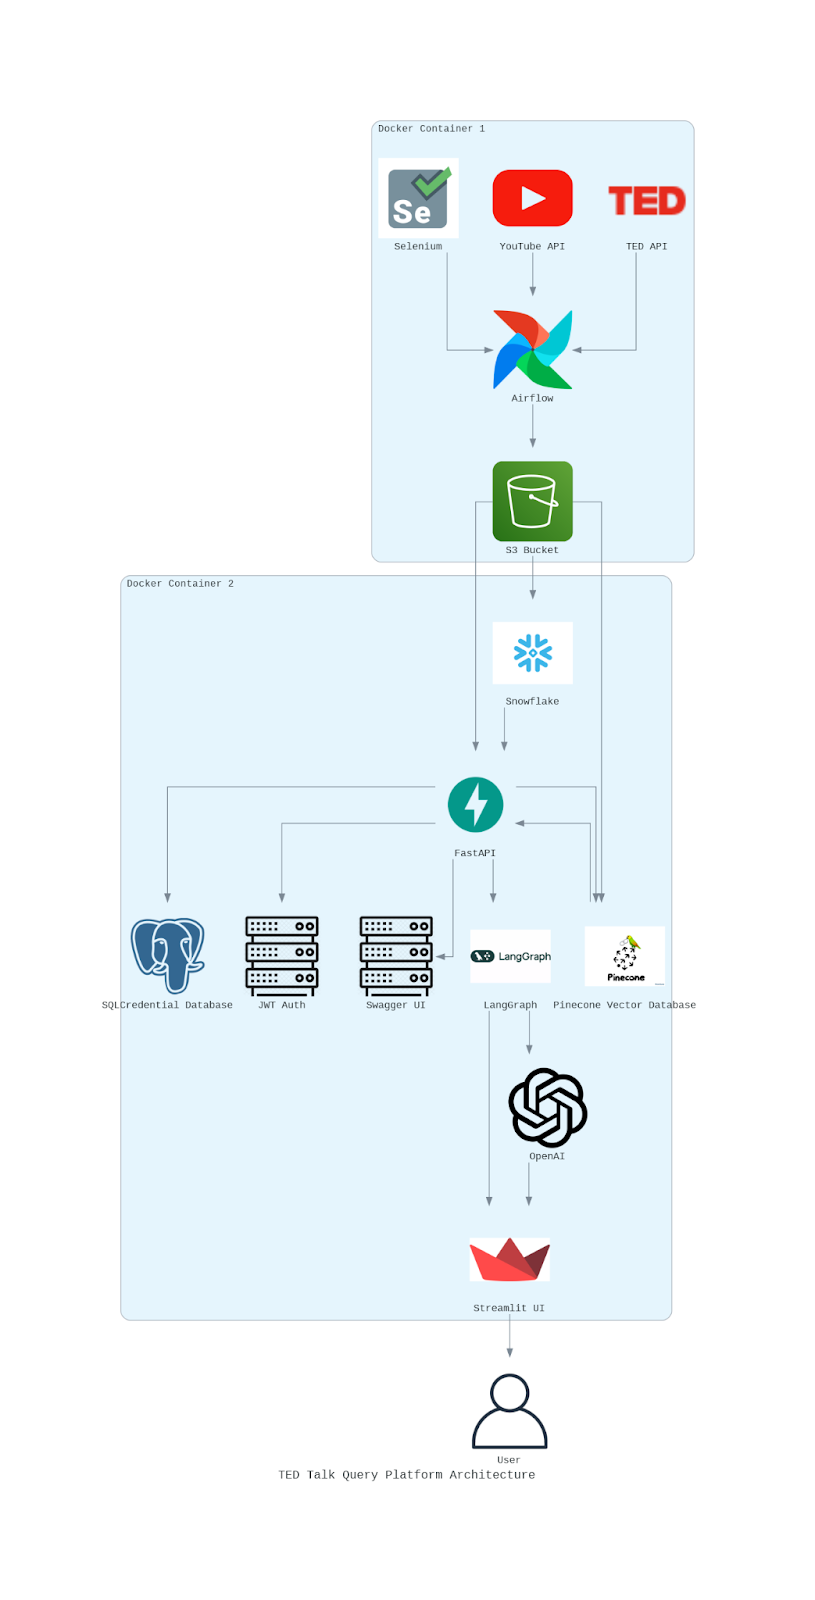 Docker Container 1
Se
TED
Selenium
YouTube API
TED API
Airflow
S3 Bucket
Docker Container 2
Snowflake
FastAPI
LangGraph
Pinecone
SQLCredential Database
JWT Auth
Swagger UI
LangGraph
Pinecone Vector Database
OpenAI
Streamlit UI
User
TED Talk Query Platform Architecture